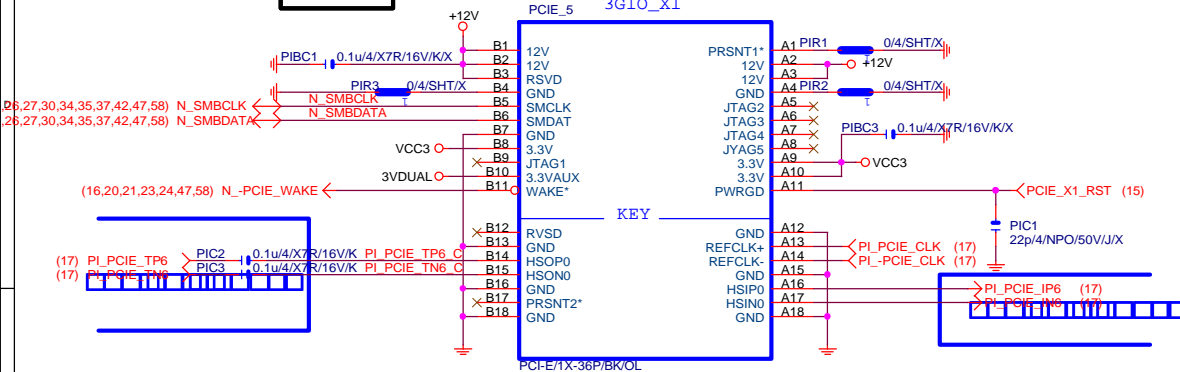 PCIE_5 3GIO_X1
+12V
B1 12V PRSNT1* A1 PIR1 0/4/SHT/X
PIBC1 0.1u/4/X7R/16V/K/X B2 12V 12V A2 +12V
B3 RSVD 12V A3
PIR3 0/4/SHT/X B4 GND GND A4 PIR2 0/4/SHT/X
1 1
,26,27,30,34,35,37,42,47,58) N_SMBCLK N_SMBCLK B5 SMCLK JTAG2 A5
,26,27,30,34,35,37,42,47,58) N_SMBDATA N_SMBDATA B6 SMDAT JTAG3 A6
B7 GND JTAG4 A7 PIBC3 0.1u/4/X7R/16V/K/X
VCC3 B8 3.3V JYAG5 A8
B9 JTAG1 3.3V A9 VCC3
3VDUAL B10 3.3VAUX 3.3V A10
(16,20,21,23,24,47,58) N_-PCIE_WAKE B11 WAKE* PWRGD A11 PCIE_X1_RST (15)
KEY
PIC1
22p/4/NPO/50V/J/X
B12 RVSD GND A12
B13 GND REFCLK+ A13 PI_PCIE_CLK (17)
(17) PI_PCIE_TP6 PIC2 0.1u/4/X7R/16V/K PI_PCIE_TP6_C B14 HSOP0 REFCLK- A14 PI_-PCIE_CLK (17)
(17) PI_PCIE_TN6 PIC3 0.1u/4/X7R/16V/K PI_PCIE_TN6_C B15 HSON0 GND A15
B16 GND HSIP0 A16 PI_PCIE_IP6 (17)
B17 PRSNT2* HSIN0 A17 PI_PCIE_IN6 (17)
B18 GND GND A18
PCI-E/1X-36P/BK/OL